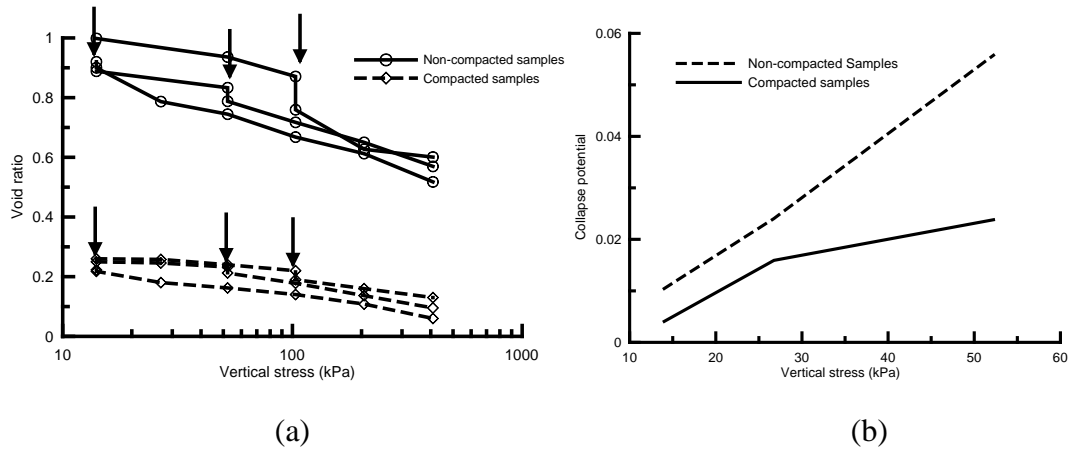 1
0.8
0.6
0.4
0.2
0
Void ratio
10
100
1000
Vertical stress (kPa)
Non-compacted samples
Compacted samples
(a)
0.06
0.04
0.02
0
Collapse potential
10
20
30
40
50
60
Vertical stress (kPa)
Non-compacted Samples
Compacted samples
(b)